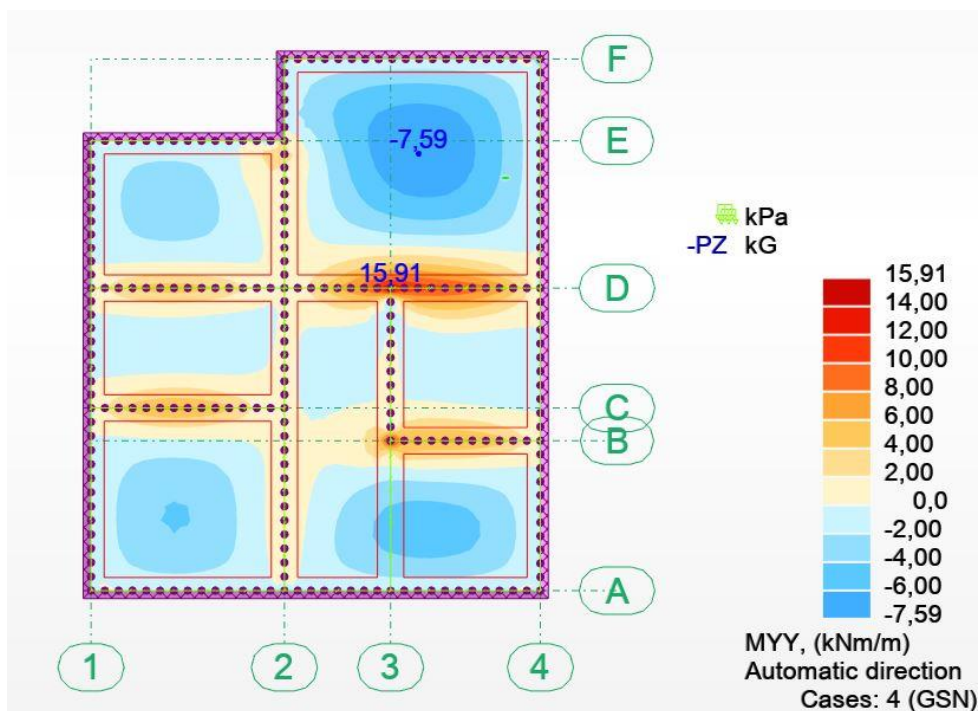 F
-7,59
E
kPa
-PZ kG
15,91
15,91
D
14,00
12,00
10,00
8,00
6,00
C
4,00
B
2,00
0,0
-2,00
-4,00
-6,00
A
-7,59
MYY, (kNm/m)
1 2 3 4
Automatic direction
Cases: 4 (GSN)